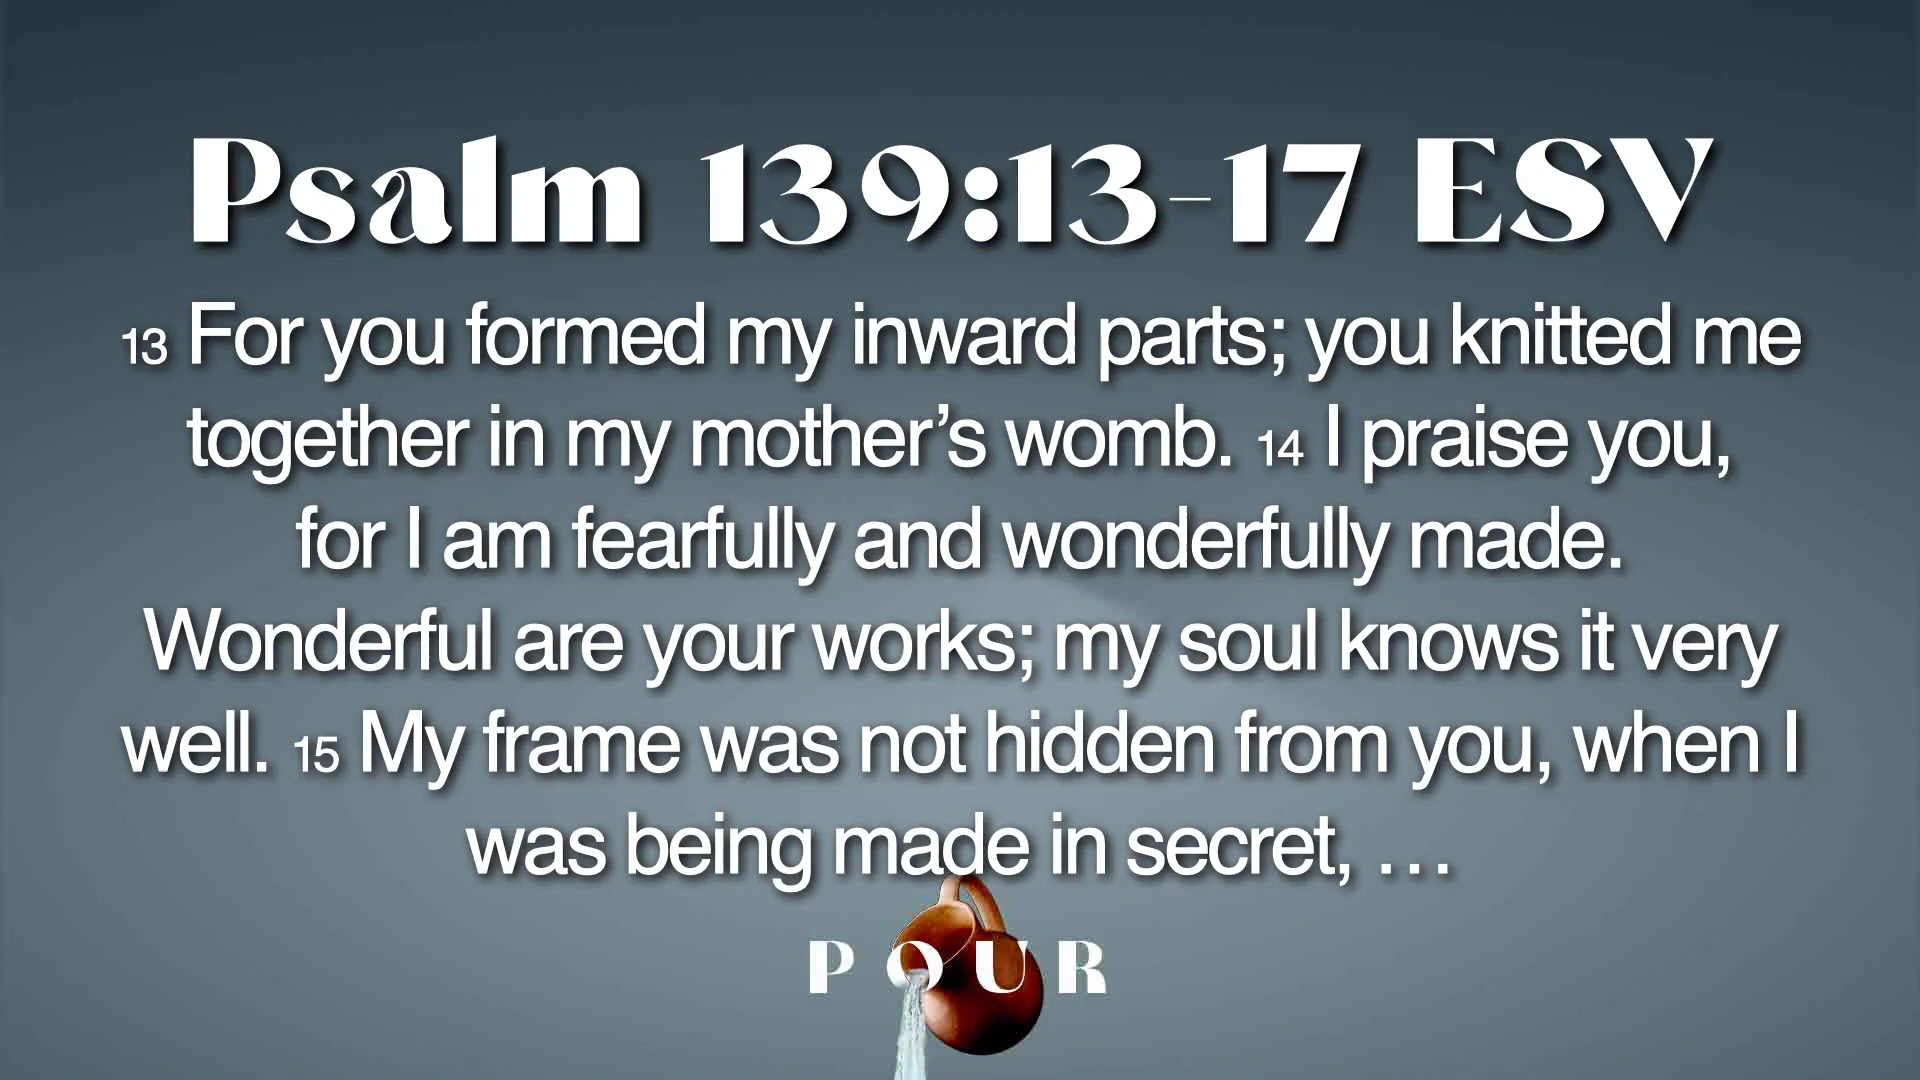 Psalm 139:13-17 ESV
13 For you formed my inward parts; you knitted me
together in my mother’s womb. 14 I praise you,
for I am fearfully and wonderfully made.
Wonderful are your works; my soul knows it very
well. 15 My frame was not hidden from you, when I
was being made in secret, …
POUR